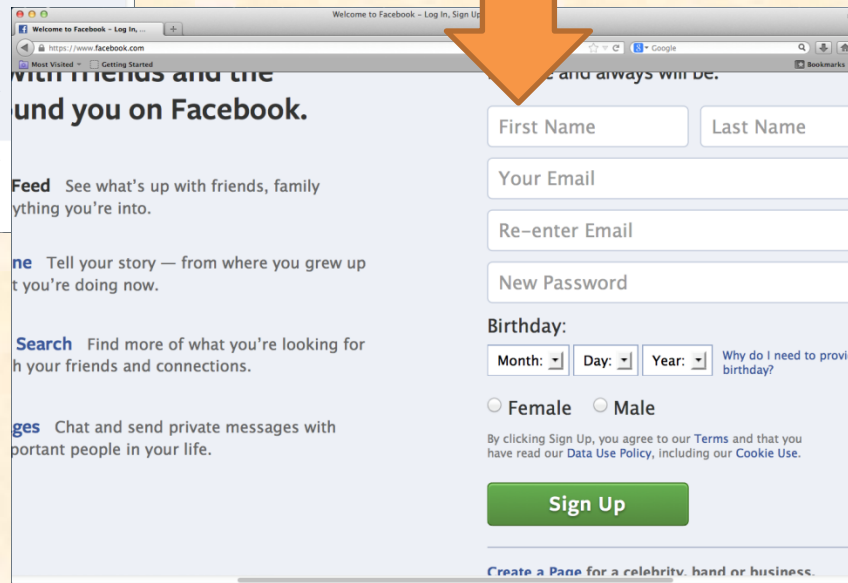 Welcome to Facebook – Log In, Sign Up
Welcome to Facebook – Log In, ...
https://www.facebook.com
Google
Most Visited
Getting Started
Bookmarks
with friends and the
und you on Facebook.
Feed See what's up with friends, family
ything you're into.
ne Tell your story — from where you grew up
t you're doing now.
Search Find more of what you're looking for
h your friends and connections.
ges Chat and send private messages with
portant people in your life.
and always will be.
First Name
Last Name
Your Email
Re-enter Email
New Password
Birthday:
Month: Day: Year:
Why do I need to provi
birthday?
Female Male
By clicking Sign Up, you agree to our Terms and that you
have read our Data Use Policy, including our Cookie Use.
Sign Up
Create a Page for a celebrity, band or business.